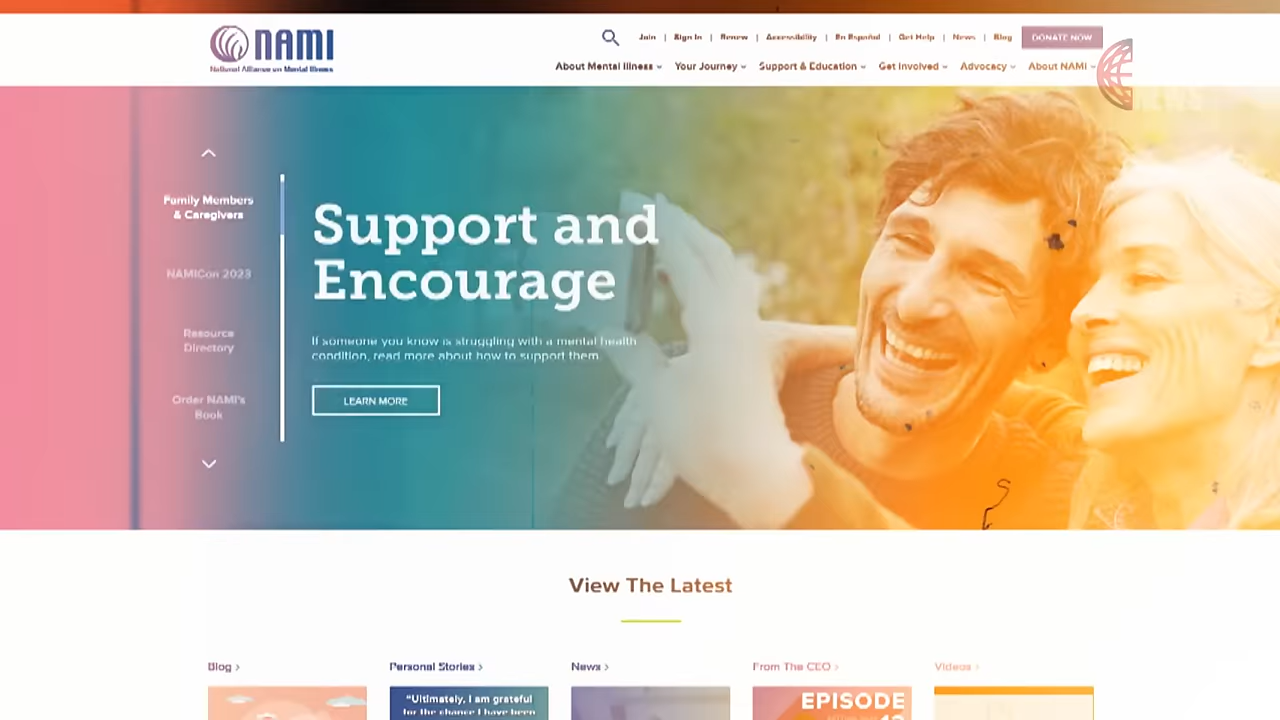 NAMI
National Alliance on Mental Illness
Join | Sign In | Renew | Accessibility | En Español | Get Help | News | Blog
DONATE NOW
About Mental Illness
Your Journey
Support & Education
Get Involved
Advocacy
About NAMI
Family Members
& Caregivers
NAMICon 2023
Resource
Directory
Order NAMI's
Book
Support and
Encourage
If someone you know is struggling with a mental health
condition, read more about how to support them.
LEARN MORE
View The Latest
Blog >
Personal Stories >
News >
From The CEO >
Videos >
"Ultimately, I am grateful
for the chance I have been
EPISODE